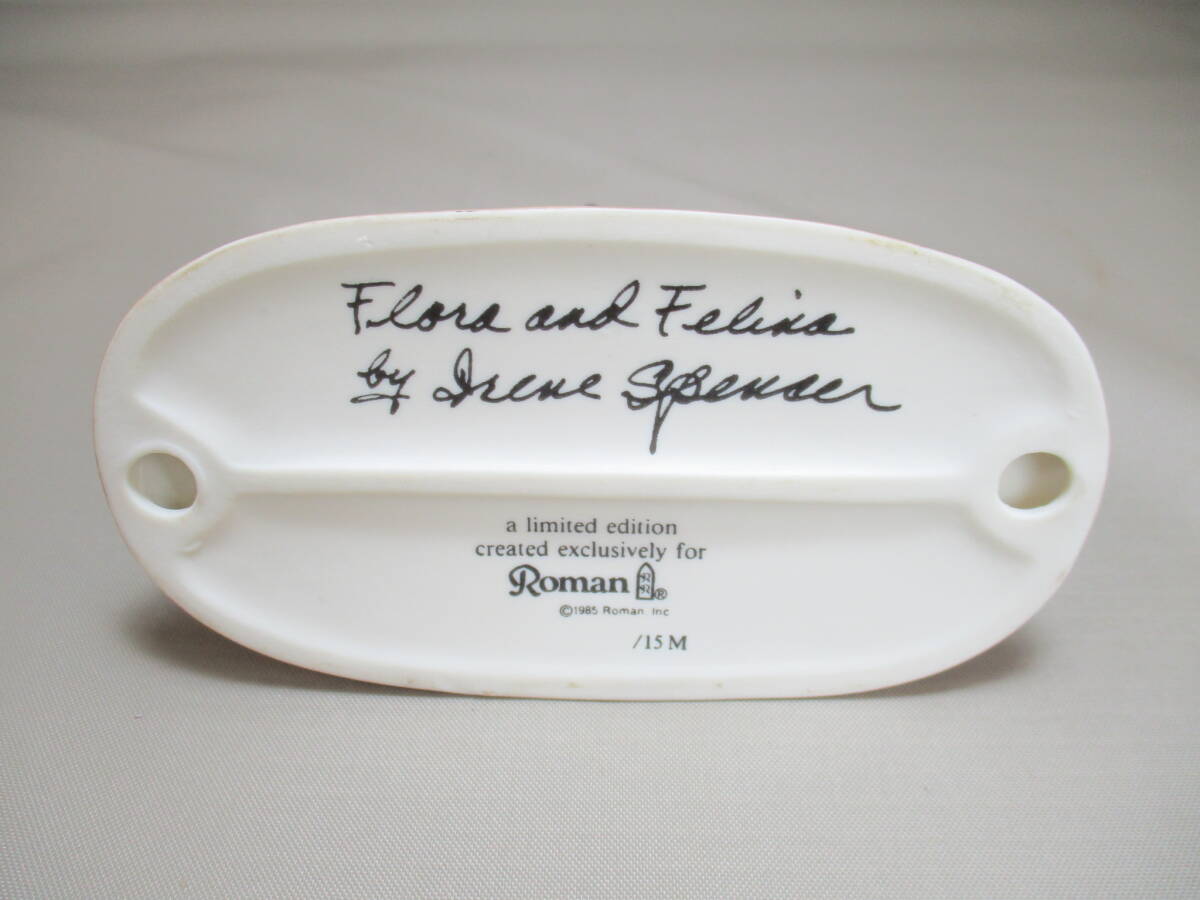 Flora and Felina
by Irene Spencer
a limited edition
created exclusively for
Roman ®
©1985 Roman, Inc
/15 M